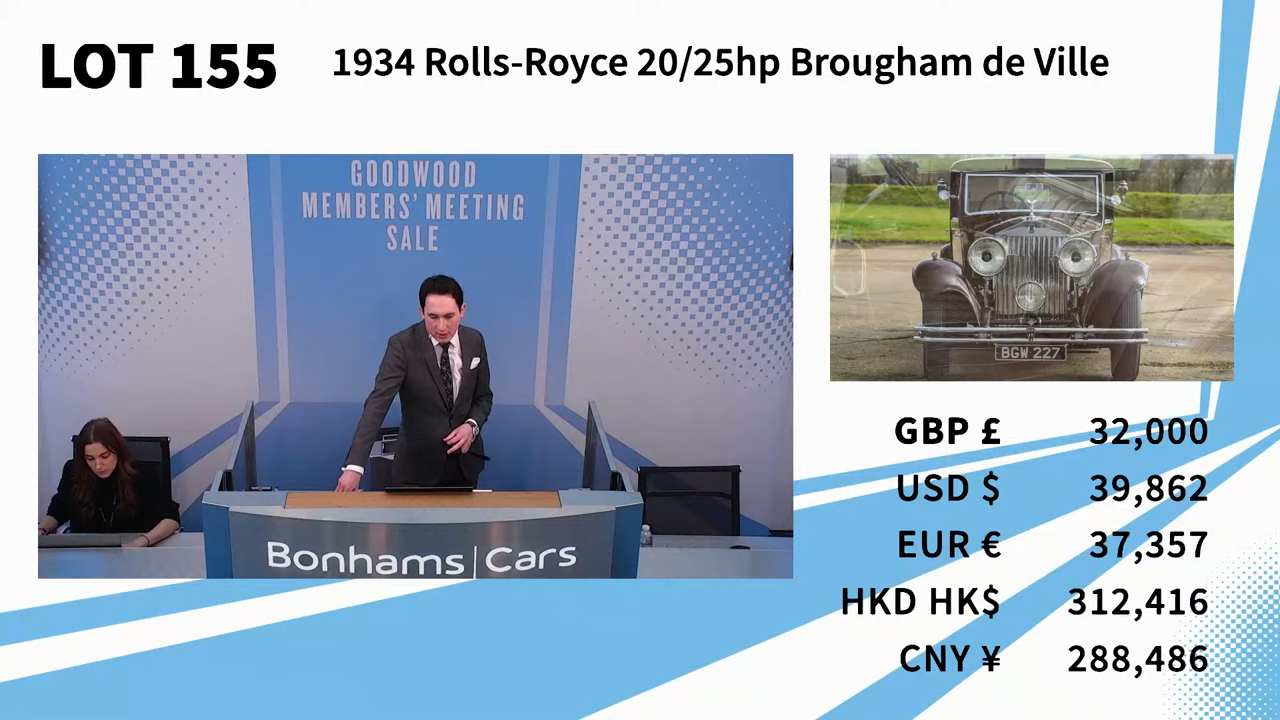 LOT 155
1934 Rolls-Royce 20/25hp Brougham de Ville
GOODWOOD
MEMBERS' MEETING
SALE
Bonhams|Cars
BGW 227
GBP £ 32,000
USD $ 39,862
EUR € 37,357
HKD HK$ 312,416
CNY ¥ 288,486